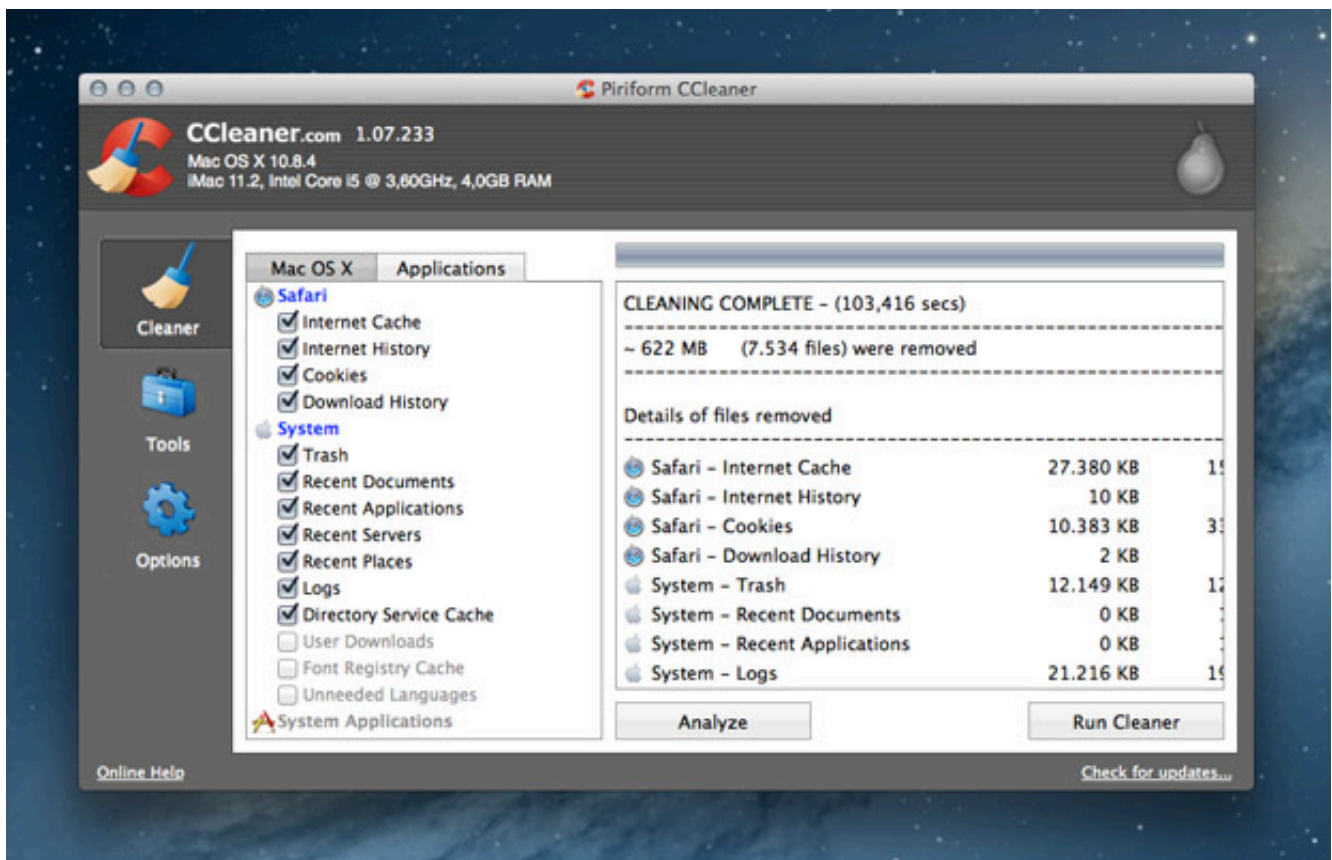 Piriform CCleaner
CCleaner.com 1.07.233
Mac OS X 10.8.4
iMac 11.2, Intel Core i5 @ 3,60GHz, 4,0GB RAM
Cleaner
Tools
Options
Mac OS X Applications
Safari
Internet Cache
Internet History
Cookies
Download History
System
Trash
Recent Documents
Recent Applications
Recent Servers
Recent Places
Logs
Directory Service Cache
User Downloads
Font Registry Cache
Unneeded Languages
System Applications
CLEANING COMPLETE - (103,416 secs)
~ 622 MB (7.534 files) were removed
Details of files removed
Safari - Internet Cache 27.380 KB
Safari - Internet History 10 KB
Safari - Cookies 10.383 KB
Safari - Download History 2 KB
System - Trash 12.149 KB
System - Recent Documents 0 KB
System - Recent Applications 0 KB
System - Logs 21.216 KB
Analyze Run Cleaner
Online Help Check for updates...